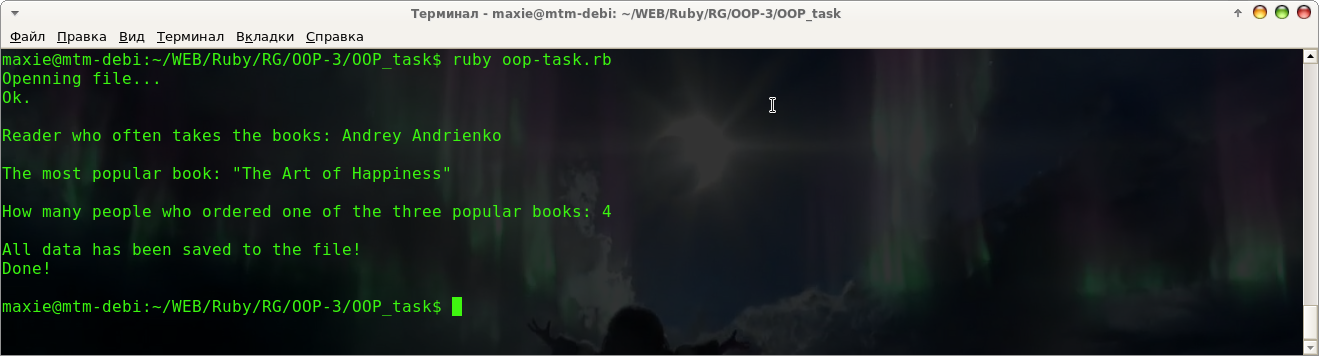 Терминал - maxie@mtm-debi: ~/WEB/Ruby/RG/OOP-3/OOP_task
Файл Правка Вид Терминал Вкладки Справка
maxie@mtm-debi:~/WEB/Ruby/RG/OOP-3/OOP_task$ ruby oop-task.rb
Openning file...
Ok.
Reader who often takes the books: Andrey Andrienko
The most popular book: "The Art of Happiness"
How many people who ordered one of the three popular books: 4
All data has been saved to the file!
Done!
maxie@mtm-debi:~/WEB/Ruby/RG/OOP-3/OOP_task$